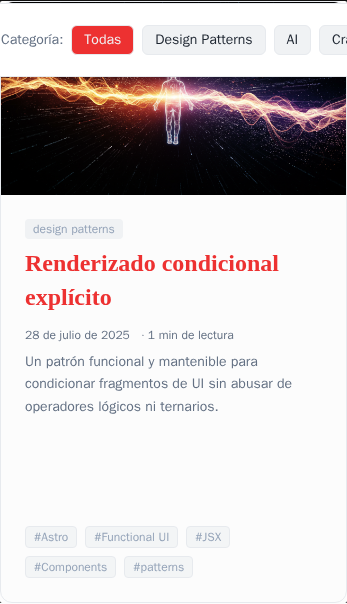 Categoría: Todas Design Patterns AI Cr
design patterns
Renderizado condicional
explícito
28 de julio de 2025 · 1 min de lectura
Un patrón funcional y mantenible para
condicionar fragmentos de UI sin abusar de
operadores lógicos ni ternarios.
#Astro #Functional UI #JSX
#Components #patterns